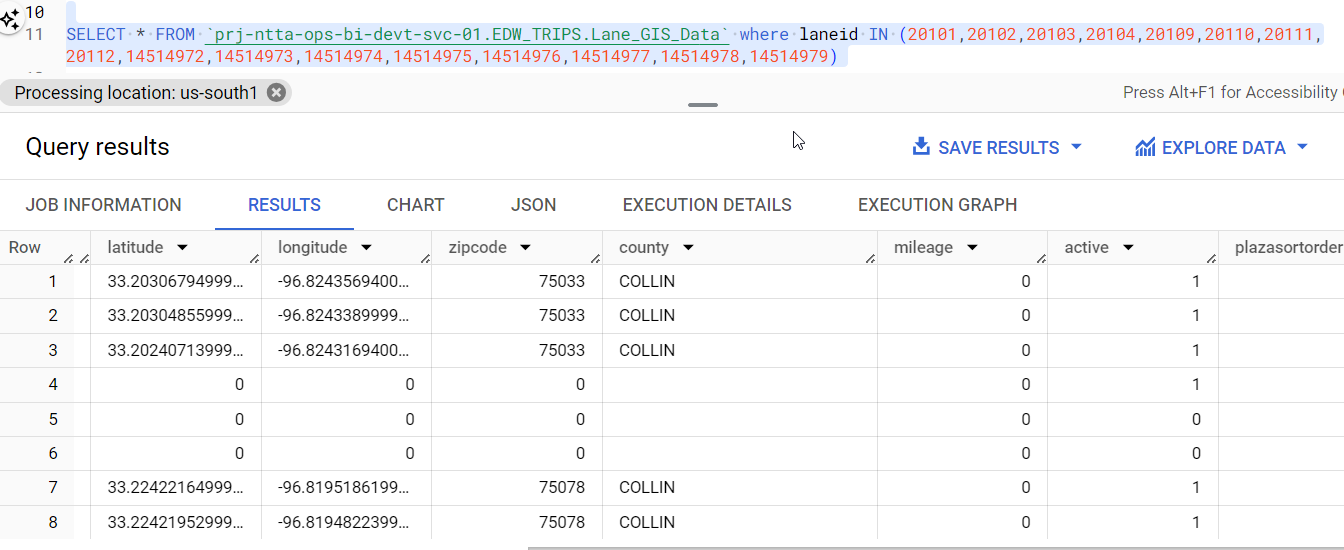 10
11 SELECT * FROM `prj-ntta-ops-bi-devt-svc-01.EDW_TRIPS.Lane_GIS_Data` where laneid IN (20101,20102,20103,20104,20109,20110,20111,
20112,14514972,14514973,14514974,14514975,14514976,14514977,14514978,14514979)
Processing location: us-south1 Press Alt+F1 for Accessibility
Query results SAVE RESULTS EXPLORE DATA
JOB INFORMATION RESULTS CHART JSON EXECUTION DETAILS EXECUTION GRAPH
Row latitude longitude zipcode county mileage active plazasortorder
1 33.20306794999... -96.8243569400... 75033 COLLIN 0 1
2 33.20304855999... -96.8243389999... 75033 COLLIN 0 1
3 33.20240713999... -96.8243169400... 75033 COLLIN 0 1
4 0 0 0 0 1
5 0 0 0 0 0
6 0 0 0 0 0
7 33.22422164999... -96.8195186199... 75078 COLLIN 0 1
8 33.22421952999... -96.8194822399... 75078 COLLIN 0 1